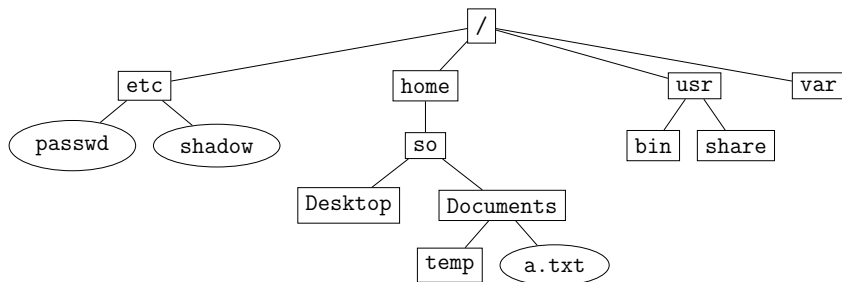 /
etc home usr var
passwd shadow so bin share
Desktop Documents
temp a.txt